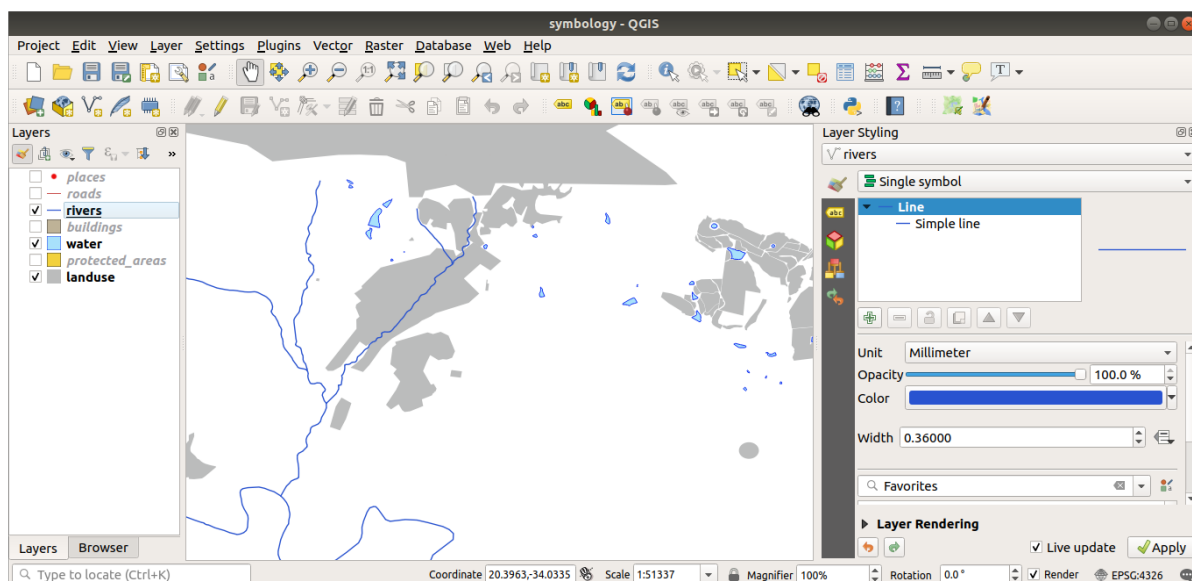 symbology - QGIS
Project Edit View Layer Settings Plugins Vector Raster Database Web Help
Layers
places
roads
rivers
buildings
water
protected_areas
landuse
Layers Browser
Layer Styling
rivers
Single symbol
Line
Simple line
Unit Millimeter
Opacity 100.0 %
Color
Width 0.36000
Favorites
Layer Rendering
Live update Apply
Type to locate (Ctrl+K) Coordinate 20.3963,-34.0335 Scale 1:51337 Magnifier 100% Rotation 0.0 ° Render EPSG:4326